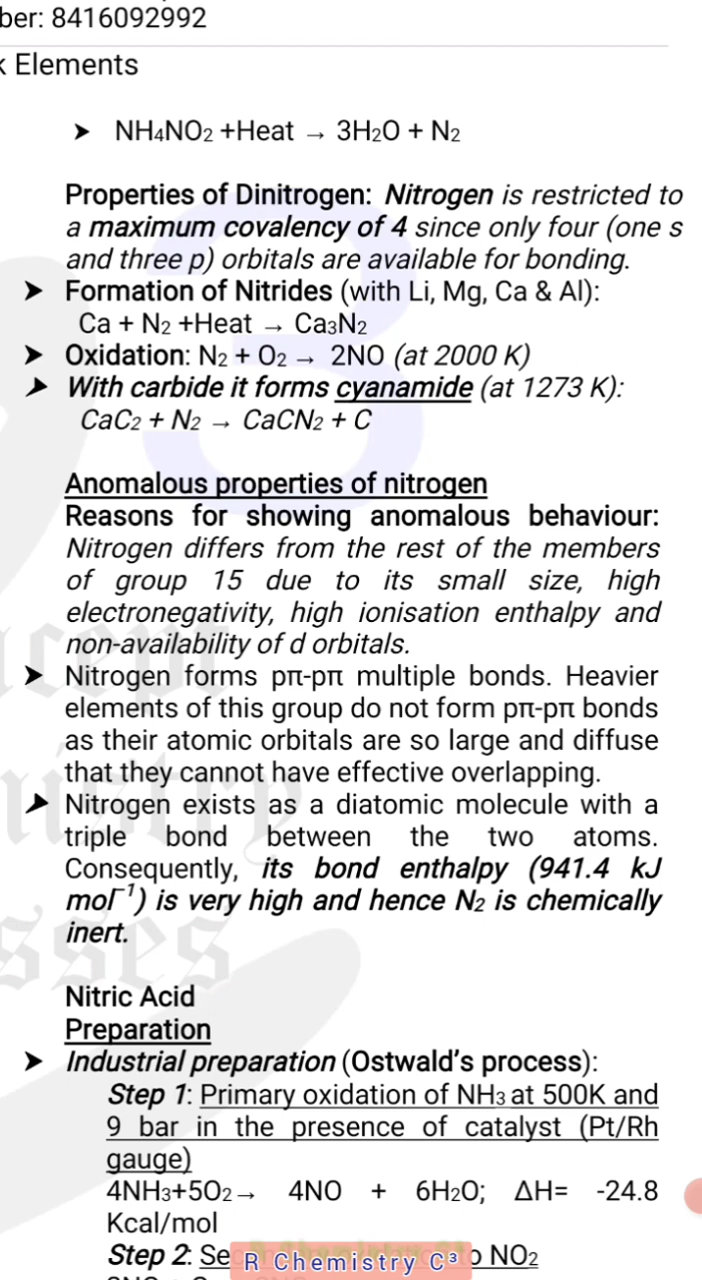 ber: 8416092992
k Elements
➤ NH4NO2 +Heat → 3H2O + N2
Properties of Dinitrogen: Nitrogen is restricted to
a maximum covalency of 4 since only four (one s
and three p) orbitals are available for bonding.
➤ Formation of Nitrides (with Li, Mg, Ca & Al):
Ca + N2 +Heat → Ca3N2
➤ Oxidation: N2 + O2 → 2NO (at 2000 K)
➤ With carbide it forms cyanamide (at 1273 K):
CaC2 + N2 → CaCN2 + C
Anomalous properties of nitrogen
Reasons for showing anomalous behaviour:
Nitrogen differs from the rest of the members
of group 15 due to its small size, high
electronegativity, high ionisation enthalpy and
non-availability of d orbitals.
➤ Nitrogen forms pπ-pπ multiple bonds. Heavier
elements of this group do not form pπ-pπ bonds
as their atomic orbitals are so large and diffuse
that they cannot have effective overlapping.
➤ Nitrogen exists as a diatomic molecule with a
triple bond between the two atoms.
Consequently, its bond enthalpy (941.4 kJ
mol⁻¹) is very high and hence N2 is chemically
inert.
Nitric Acid
Preparation
➤ Industrial preparation (Ostwald's process):
Step 1: Primary oxidation of NH3 at 500K and
9 bar in the presence of catalyst (Pt/Rh
gauge)
4NH3+5O2→ 4NO + 6H2O; ΔH= -24.8
Kcal/mol
Step 2: Se
R Chemistry C³
o NO2